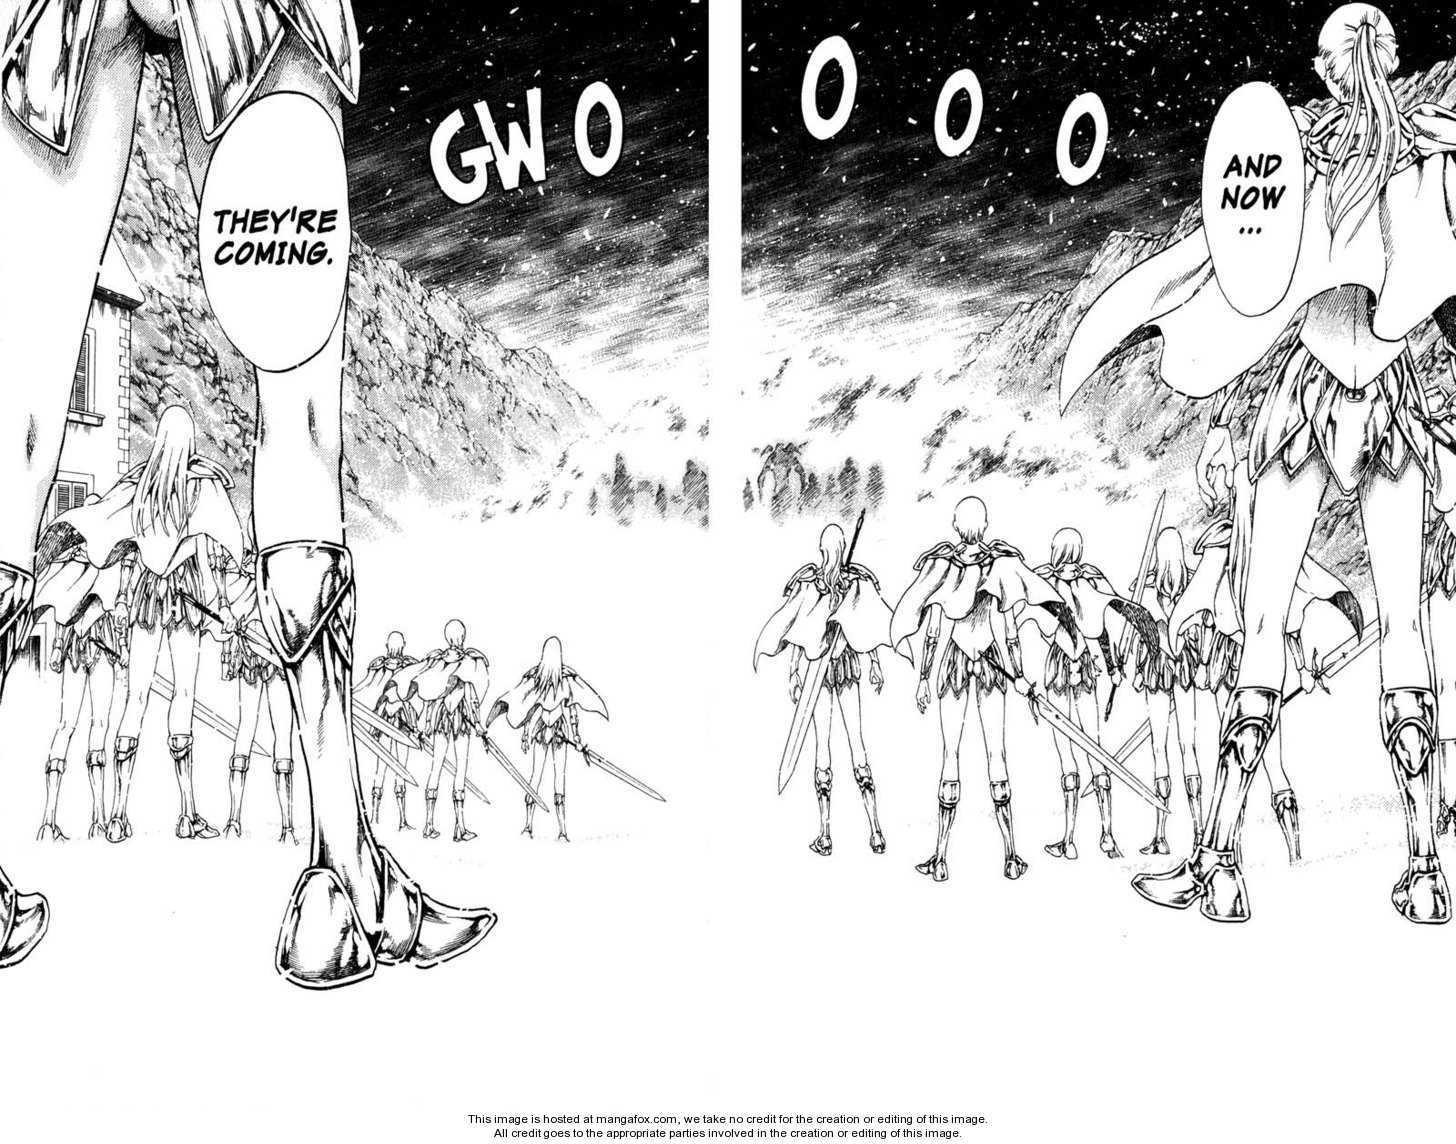 AND
NOW
...
GWO
O O O
THEY'RE
COMING.
This image is hosted at mangafox.com, we take no credit for the creation or editing of this image.
All credit goes to the appropriate parties involved in the creation or editing of this image.